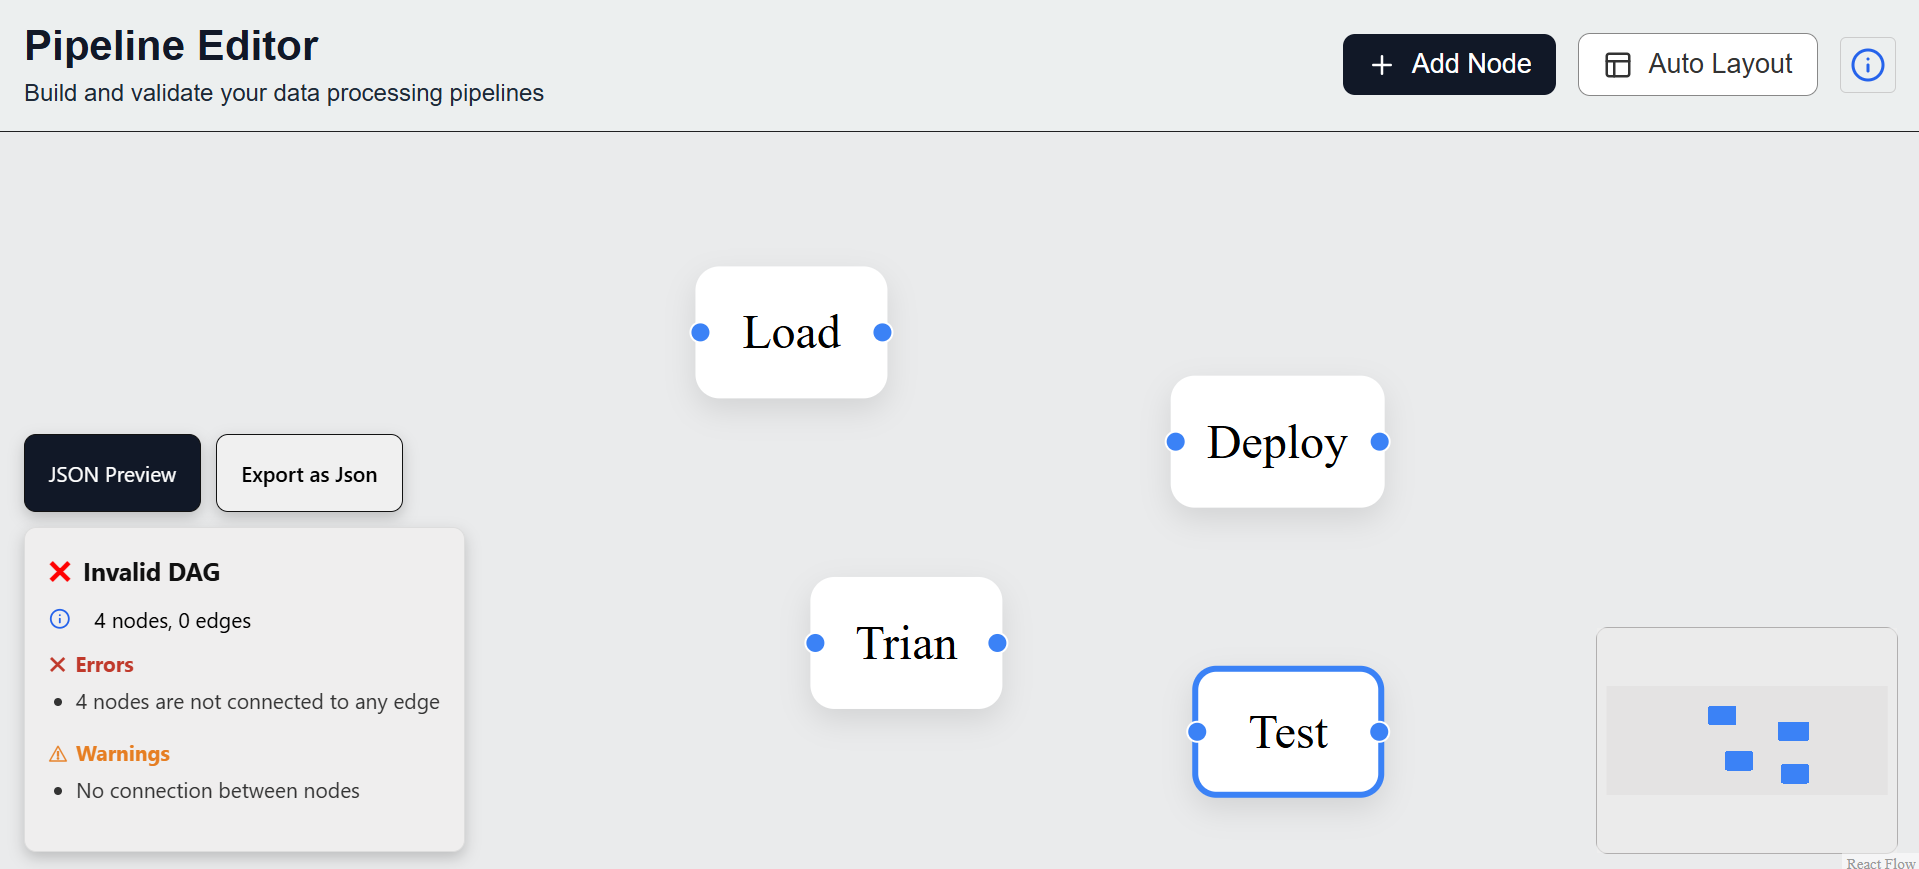 Pipeline Editor
Build and validate your data processing pipelines
Add Node
Auto Layout
Load
Deploy
JSON Preview
Export as Json
Invalid DAG
4 nodes, 0 edges
Errors
4 nodes are not connected to any edge
Warnings
No connection between nodes
Trian
Test
React Flow